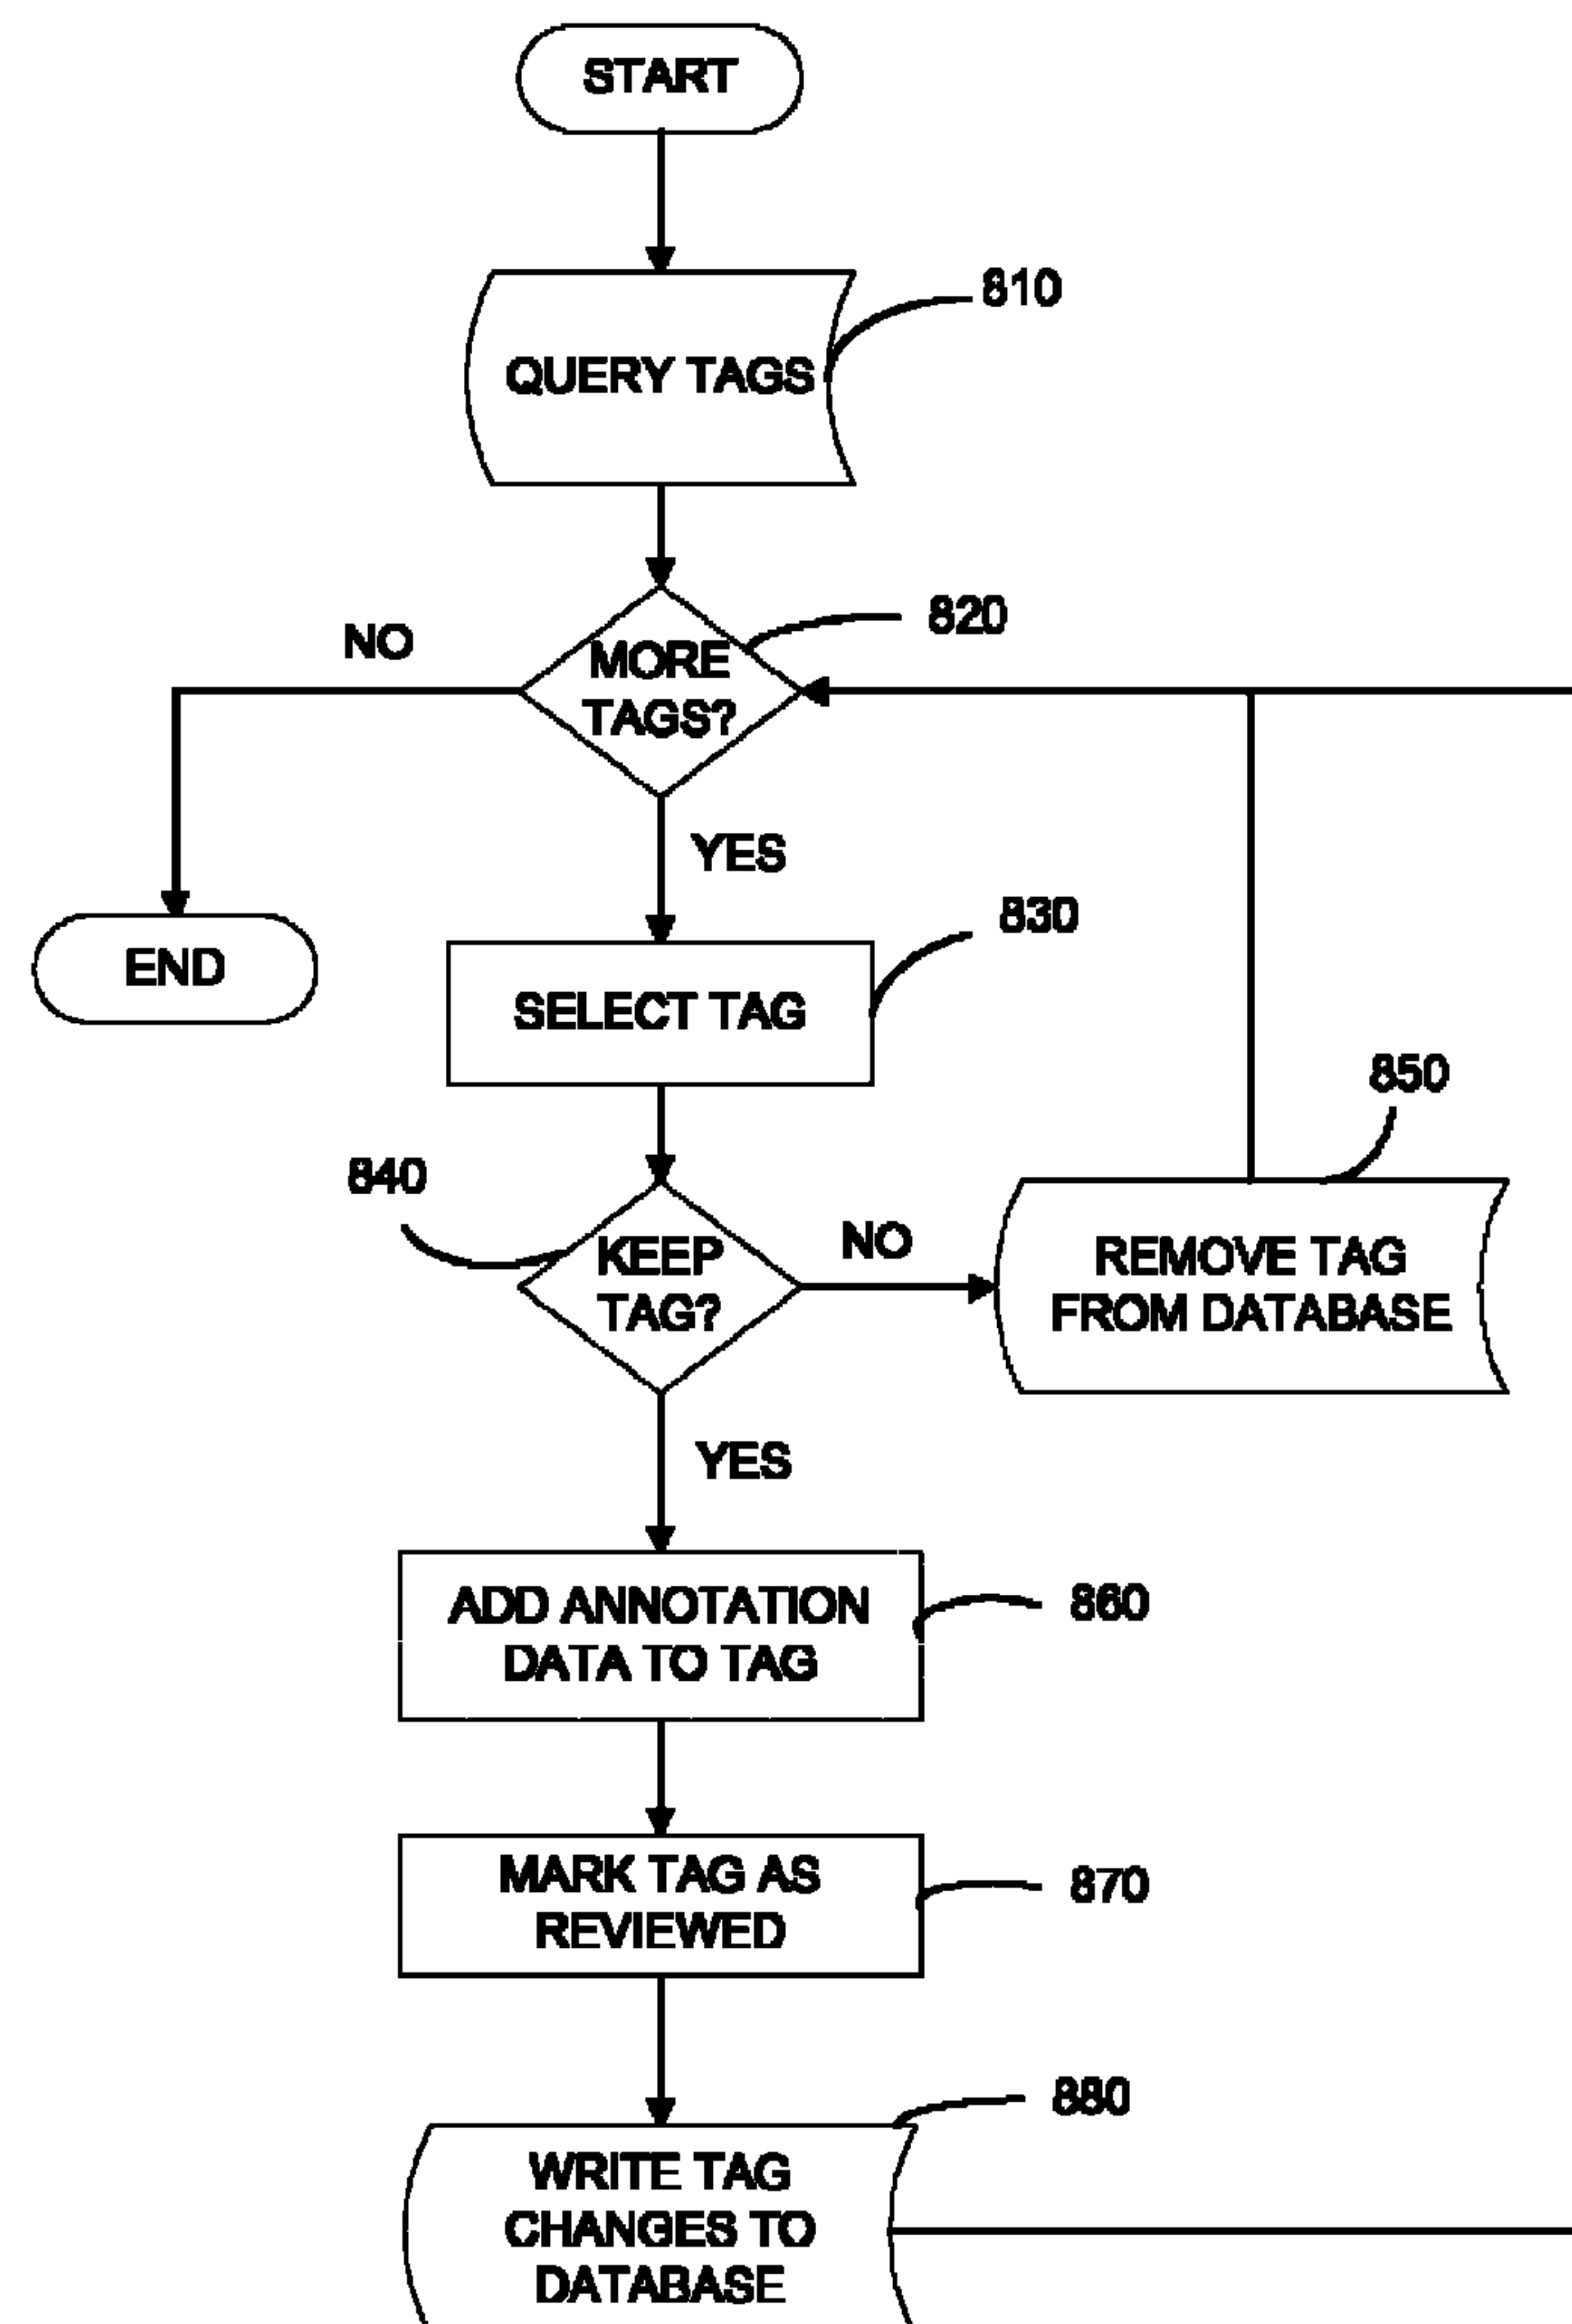 START
810
QUERY TAGS
820
NO
MORE
TAGS?
YES
830
END
SELECT TAG
850
840
KEEP
TAG?
NO
REMOVE TAG
FROM DATABASE
YES
ADD ANNOTATION
DATA TO TAG
860
MARK TAG AS
REVIEWED
870
880
WRITE TAG
CHANGES TO
DATABASE